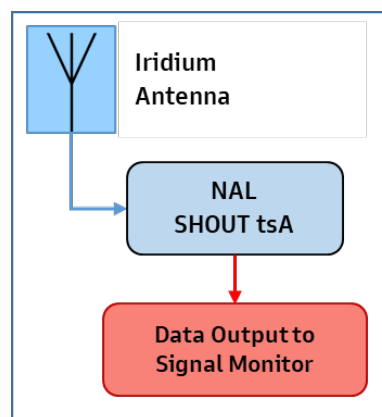 Iridium
Antenna
NAL
SHOUT tsA
Data Output to
Signal Monitor